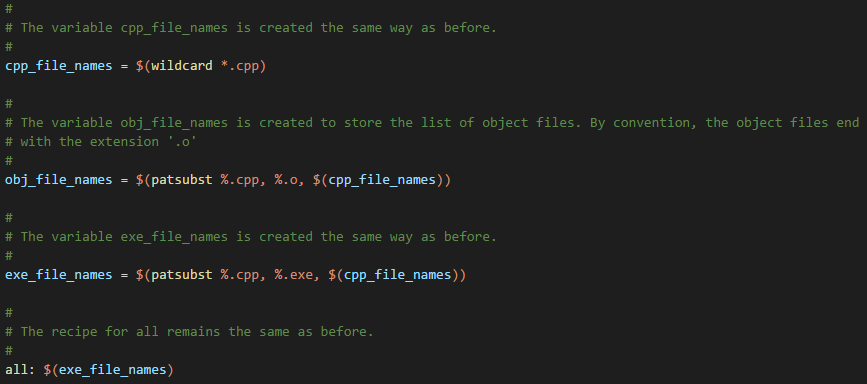 #
# The variable cpp_file_names is created the same way as before.
#
cpp_file_names = $(wildcard *.cpp)
#
# The variable obj_file_names is created to store the list of object files. By convention, the object files end
# with the extension '.o'
#
obj_file_names = $(patsubst %.cpp, %.o, $(cpp_file_names))
#
# The variable exe_file_names is created the same way as before.
#
exe_file_names = $(patsubst %.cpp, %.exe, $(cpp_file_names))
#
# The recipe for all remains the same as before.
#
all: $(exe_file_names)